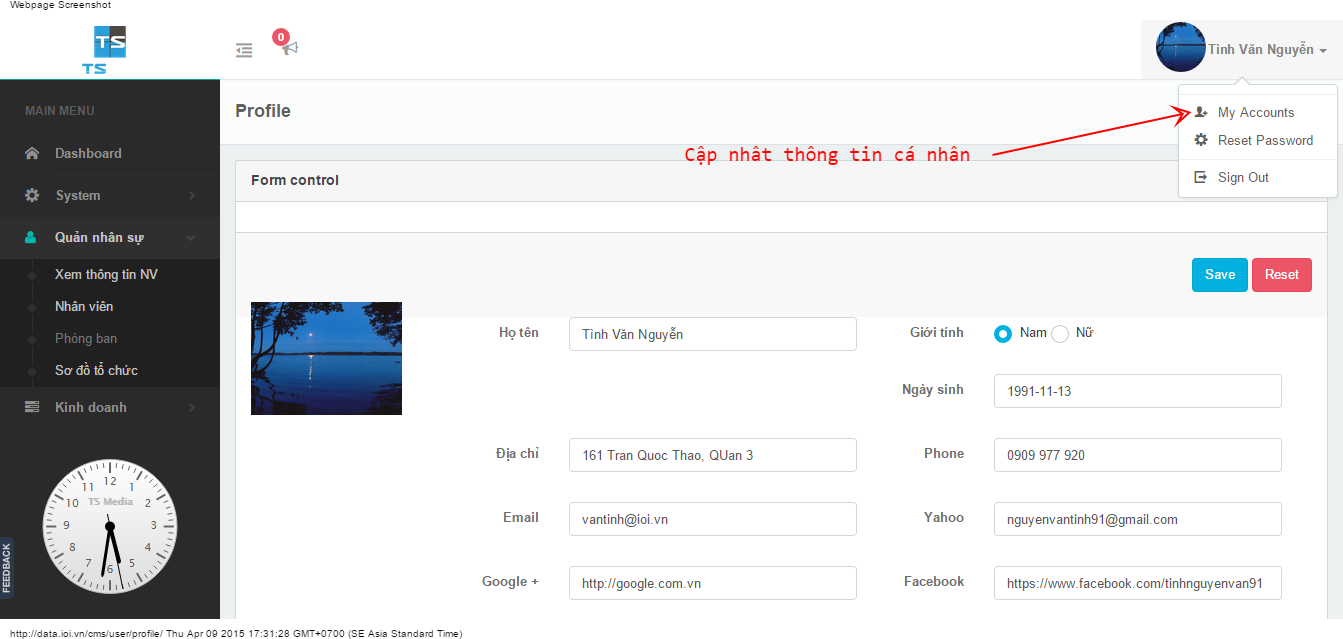 Webpage Screenshot
TS
TS
0
Tinh Văn Nguyễn
MAIN MENU
Dashboard
System
Quản nhân sự
Xem thông tin NV
Nhân viên
Phòng ban
Sơ đồ tổ chức
Kinh doanh
Profile
My Accounts
Reset Password
Sign Out
Cập nhât thông tin cá nhân
Form control
Save
Reset
Họ tên
Tinh Văn Nguyễn
Giới tính
Nam
Nữ
Ngày sinh
1991-11-13
Địa chỉ
161 Tran Quoc Thao, QUan 3
Phone
0909 977 920
Email
vantinh@ioi.vn
Yahoo
nguyenvantinh91@gmail.com
Google +
http://google.com.vn
Facebook
https://www.facebook.com/tinhnguyenvan91
12
1
2
3
4
5
6
7
8
9
10
11
TS Media
FEEDBACK
http://data.ioi.vn/cms/user/profile/ Thu Apr 09 2015 17:31:28 GMT+0700 (SE Asia Standard Time)